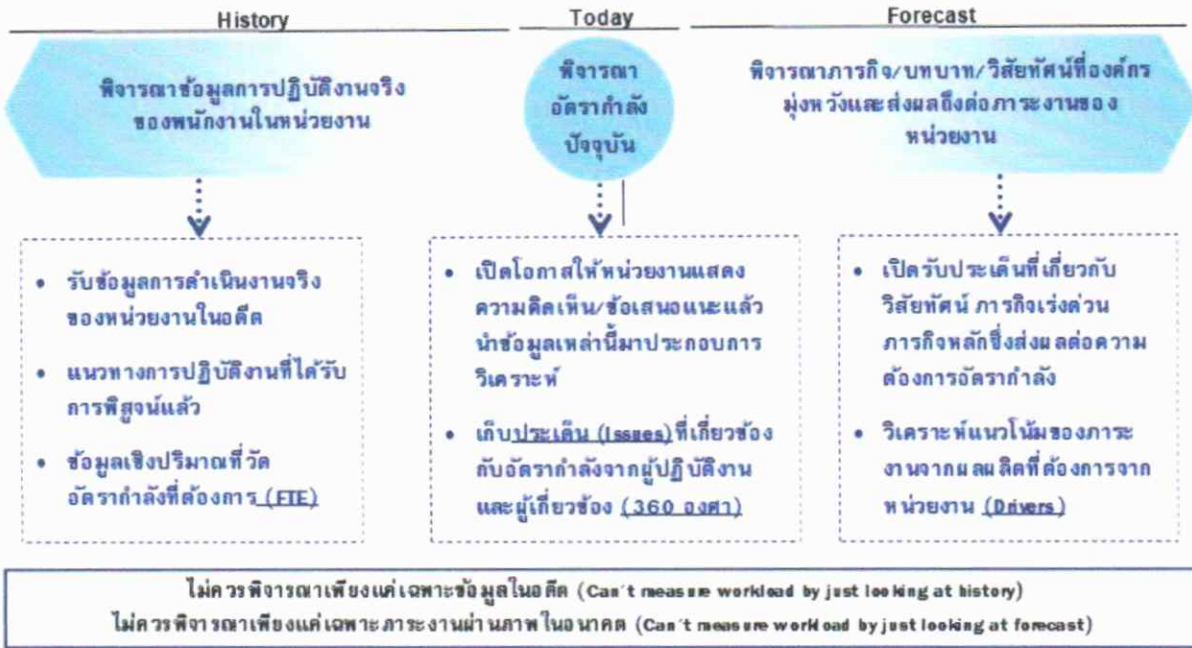 History
Today
Forecast
พิจารณาข้อมูลการปฏิบัติงานจริง
ของพนักงานในหน่วยงาน
พิจารณา
อัตรากำลัง
ปัจจุบัน
พิจารณาภารกิจ/บทบาท/วิสัยทัศน์ที่องค์กร
มุ่งหวังและส่งผลถึงต่อภาระงานของ
หน่วยงาน
• รับข้อมูลการดำเนินงานจริง
ของหน่วยงานในอดีต
• แนวทางการปฏิบัติงานที่ได้รับ
การพิสูจน์แล้ว
• ข้อมูลเชิงปริมาณที่วัด
อัตรากำลังที่ต้องการ (FTE)
• เปิดโอกาสให้หน่วยงานแสดง
ความคิดเห็น/ข้อเสนอแนะแล้ว
นำข้อมูลเหล่านี้มาประกอบการ
วิเคราะห์
• เก็บประเด็น (Issues) ที่เกี่ยวข้อง
กับอัตรากำลังจากผู้ปฏิบัติงาน
และผู้เกี่ยวข้อง (360 องศา)
• เปิดรับประเด็นที่เกี่ยวกับ
วิสัยทัศน์ ภารกิจเร่งด่วน
ภารกิจหลักซึ่งส่งผลต่อความ
ต้องการอัตรากำลัง
• วิเคราะห์แนวโน้มของภาระ
งานจากผลผลิตที่ต้องการจาก
หน่วยงาน (Drivers)
ไม่ควรพิจารณาเพียงแค่เฉพาะข้อมูลในอดีต (Can't measure workload by just looking at history)
ไม่ควรพิจารณาเพียงแค่เฉพาะภาระงานผ่านภาพในอนาคต (Can't measure workload by just looking at forecast)